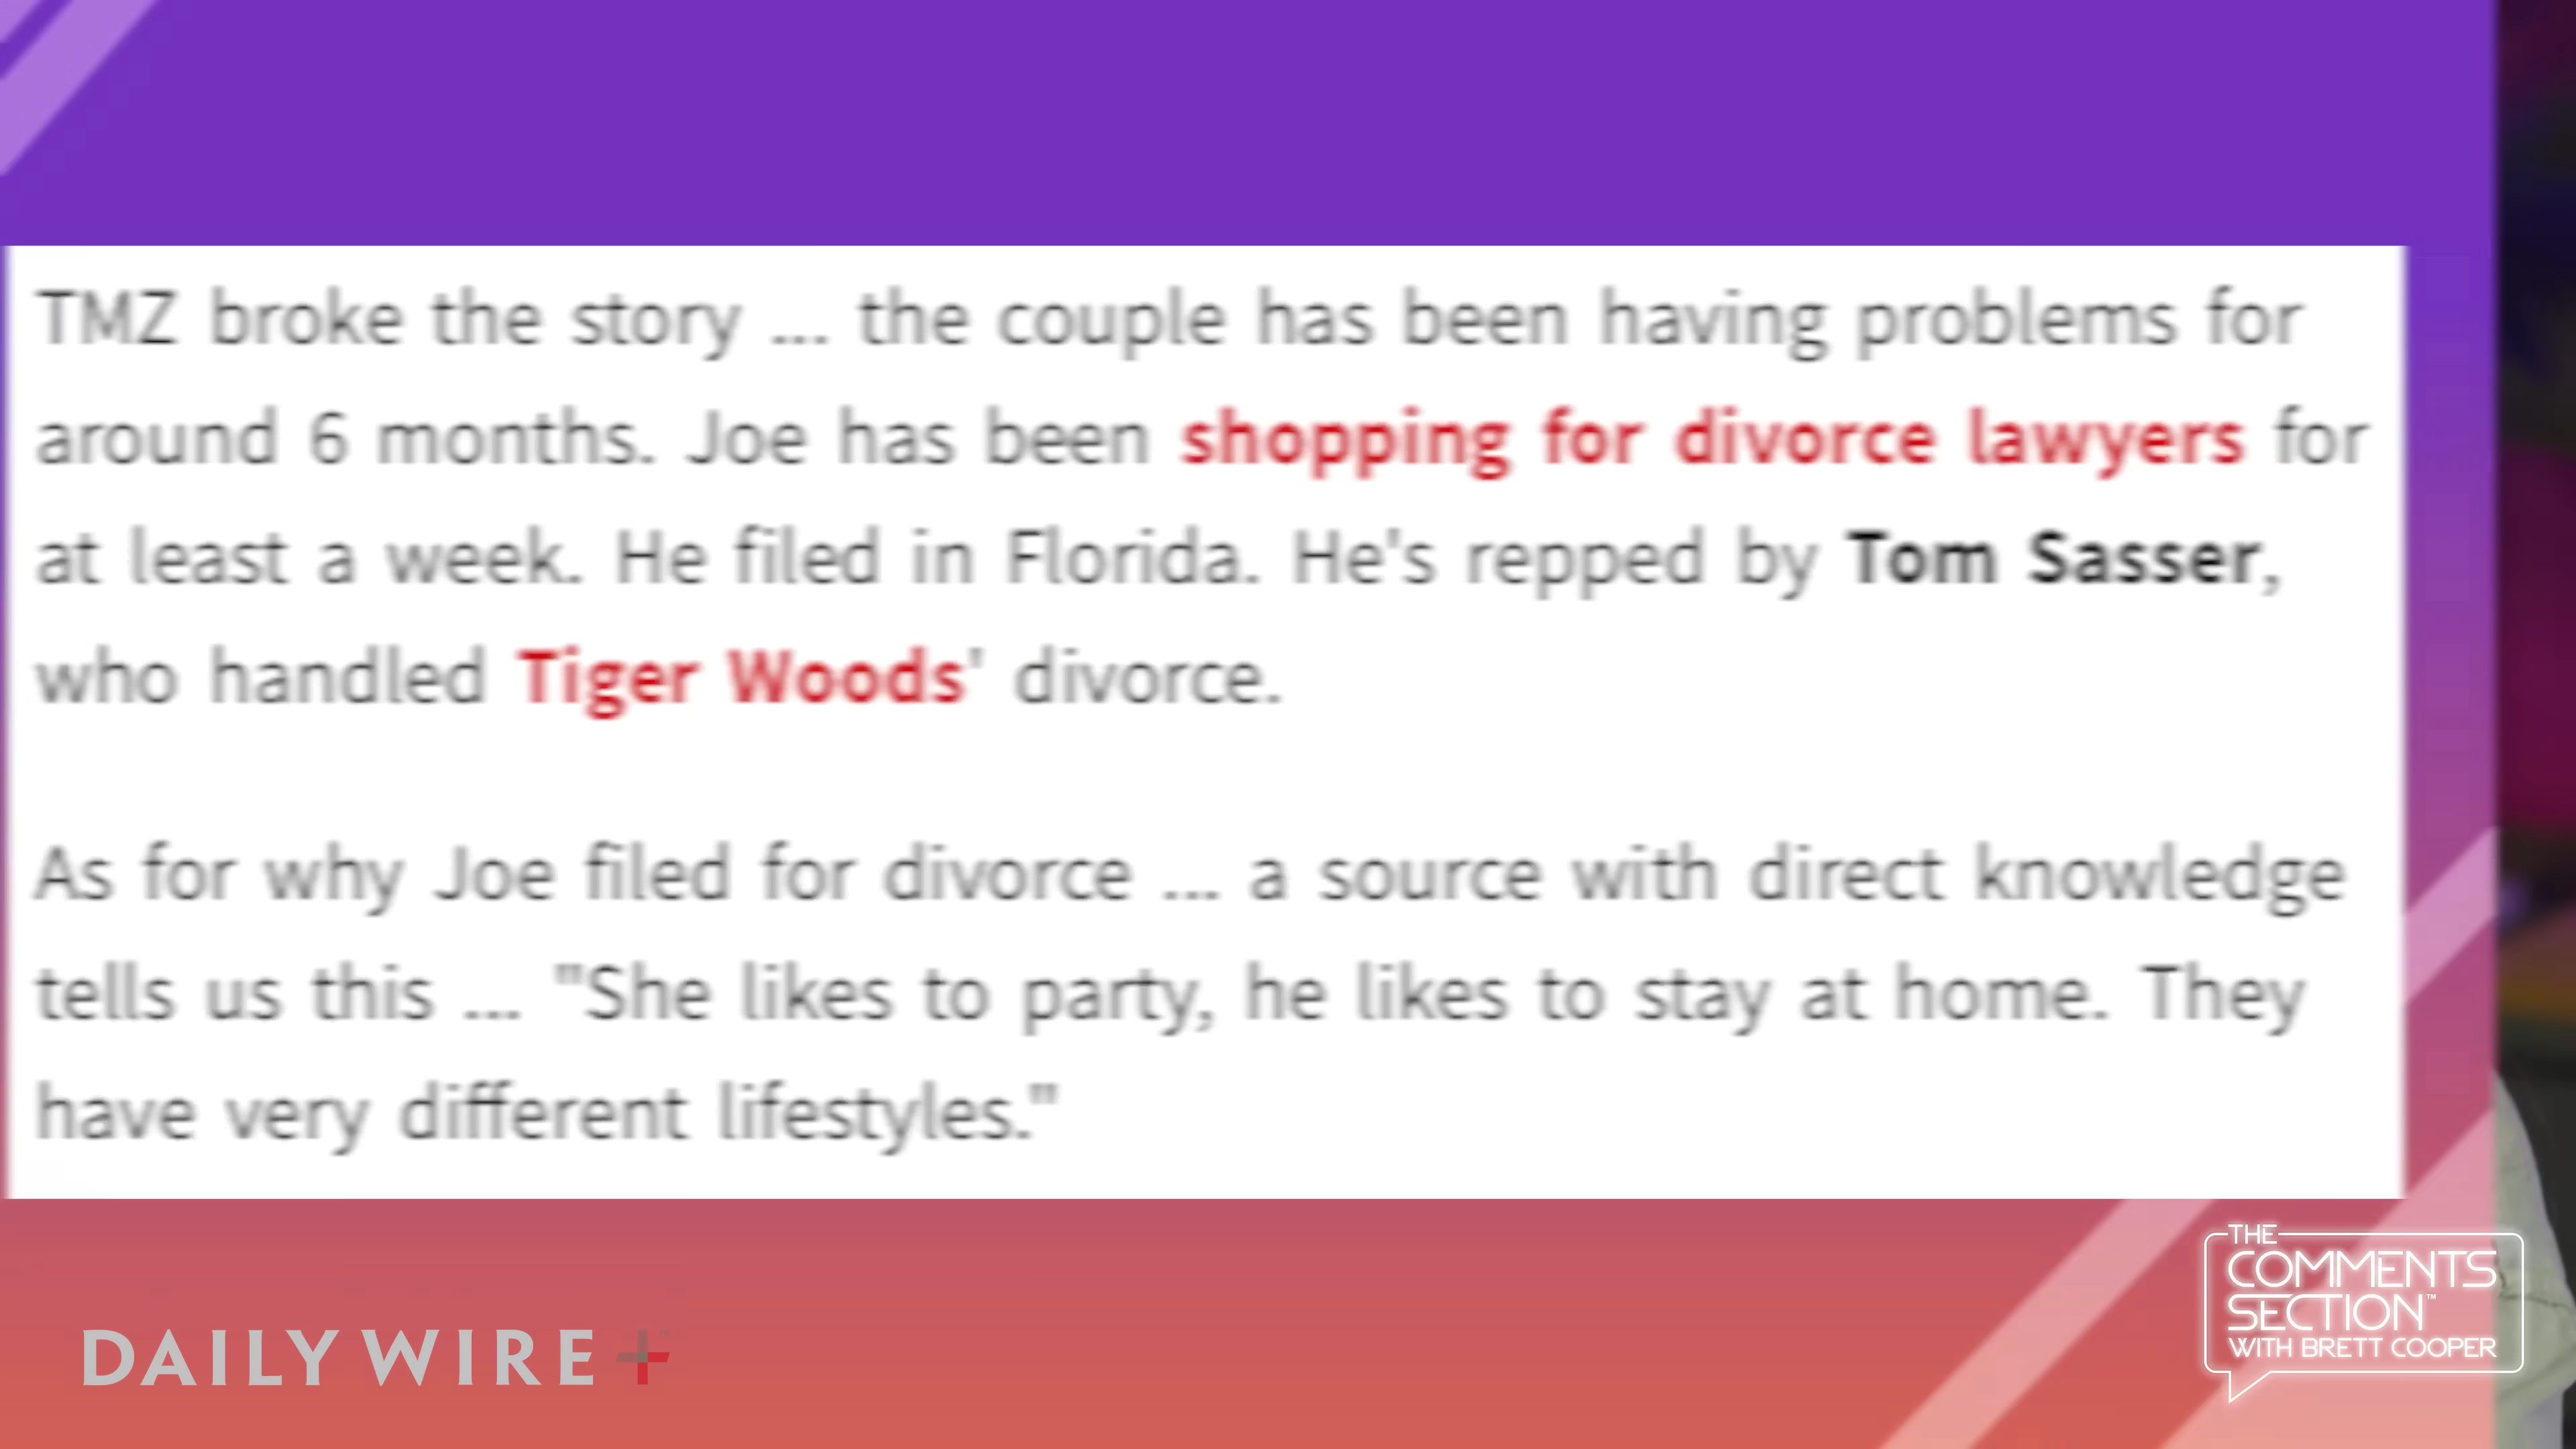 TMZ broke the story ... the couple has been having problems for
around 6 months. Joe has been shopping for divorce lawyers for
at least a week. He filed in Florida. He's repped by Tom Sasser,
who handled Tiger Woods' divorce.
As for why Joe filed for divorce ... a source with direct knowledge
tells us this ... "She likes to party, he likes to stay at home. They
have very different lifestyles."
DAILY WIRE +
THE
COMMENTS
SECTION™
WITH BRETT COOPER